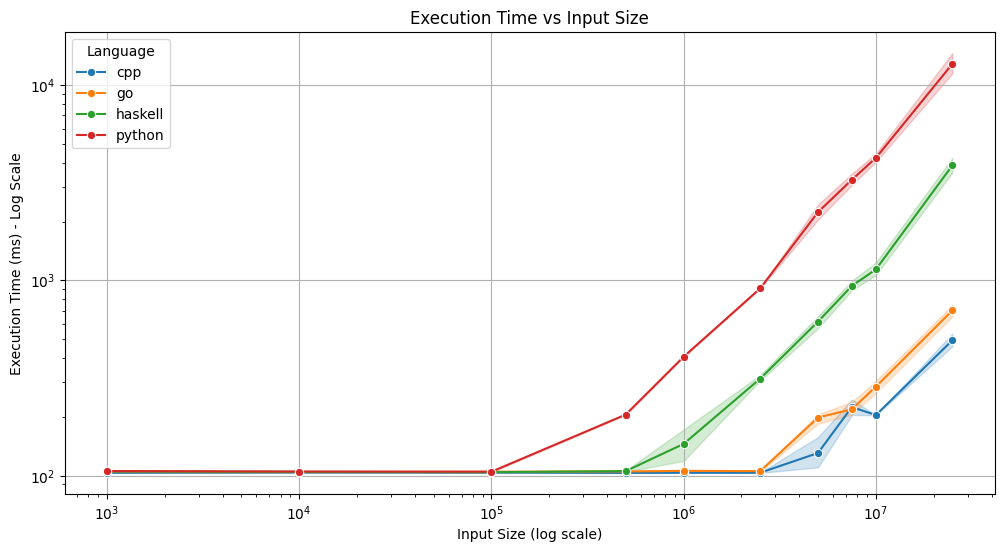 Execution Time vs Input Size
Language
cpp
go
haskell
python
Execution Time (ms) - Log Scale
10⁴
10³
10²
10³
10⁴
10⁵
10⁶
10⁷
Input Size (log scale)